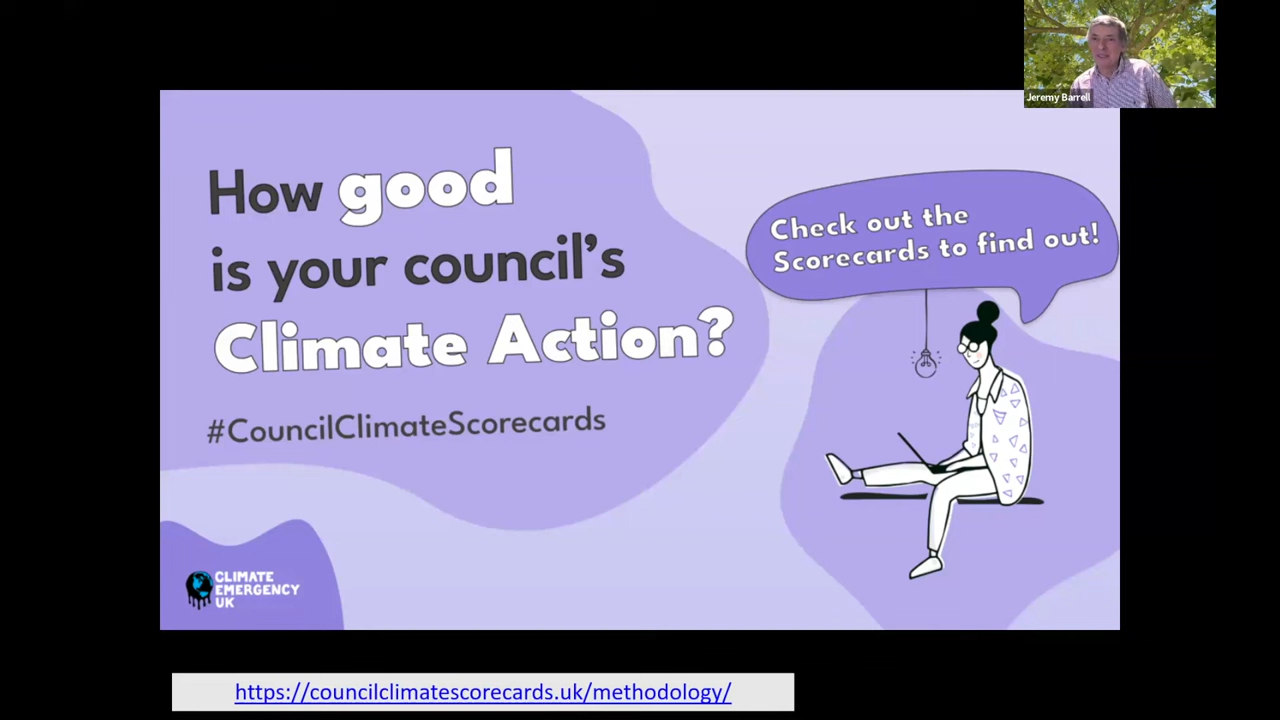 Jeremy Barrell
How good
is your council's
Climate Action?
#CouncilClimateScorecards
Check out the
Scorecards to find out!
CLIMATE
EMERGENCY
UK
https://councilclimatescorecards.uk/methodology/